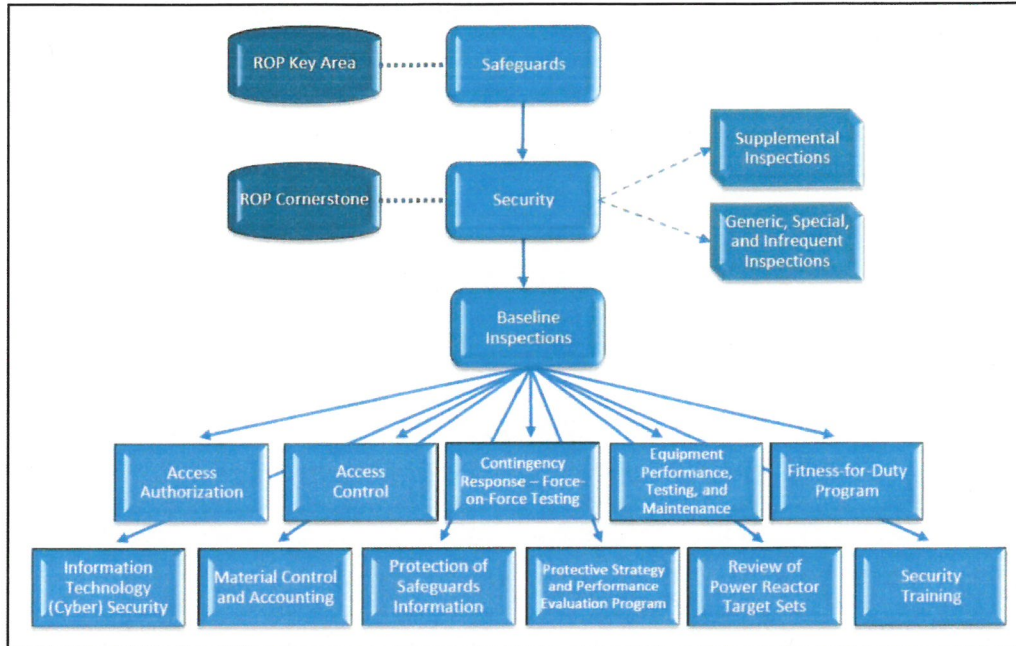 ROP Key Area
Safeguards
Supplemental
Inspections
ROP Cornerstone
Security
Generic, Special,
and Infrequent
Inspections
Baseline
Inspections
Access
Authorization
Access
Control
Contingency
Response – Force-
on-Force Testing
Equipment
Performance,
Testing, and
Maintenance
Fitness-for-Duty
Program
Information
Technology
(Cyber) Security
Material Control
and Accounting
Protection of
Safeguards
Information
Protective Strategy
and Performance
Evaluation Program
Review of
Power Reactor
Target Sets
Security
Training